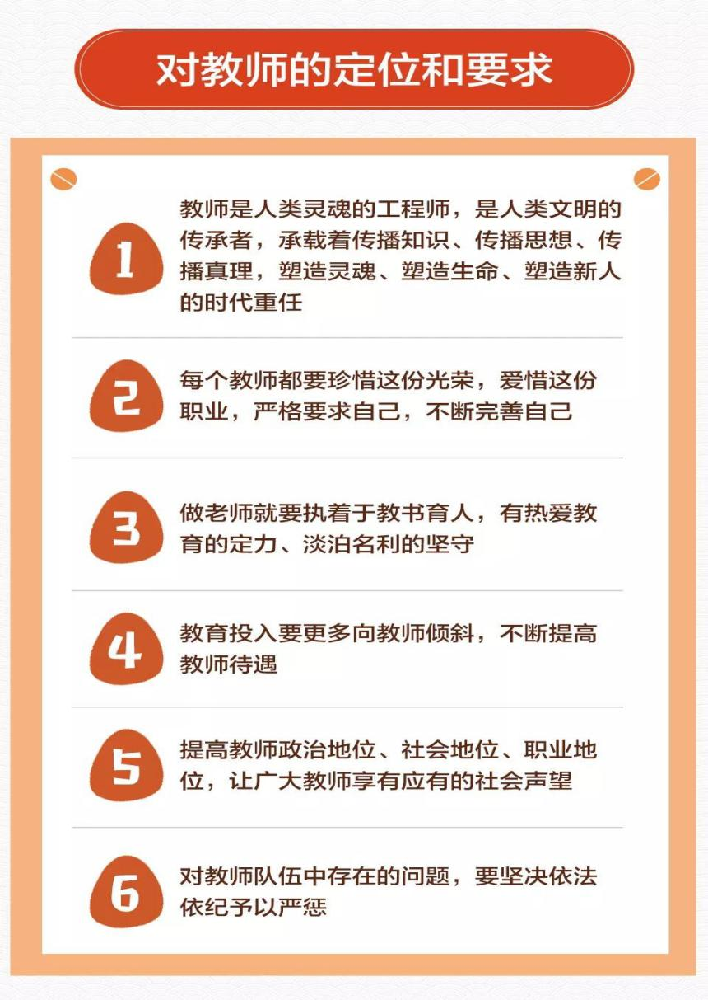 对教师的定位和要求
1
教师是人类灵魂的工程师，是人类文明的
传承者，承载着传播知识、传播思想、传
播真理，塑造灵魂、塑造生命、塑造新人
的时代重任
2
每个教师都要珍惜这份光荣，爱惜这份
职业，严格要求自己，不断完善自己
3
做老师就要执着于教书育人，有热爱教
育的定力、淡泊名利的坚守
4
教育投入要更多向教师倾斜，不断提高
教师待遇
5
提高教师政治地位、社会地位、职业地
位，让广大教师享有应有的社会声望
6
对教师队伍中存在的问题，要坚决依法
依纪予以严惩